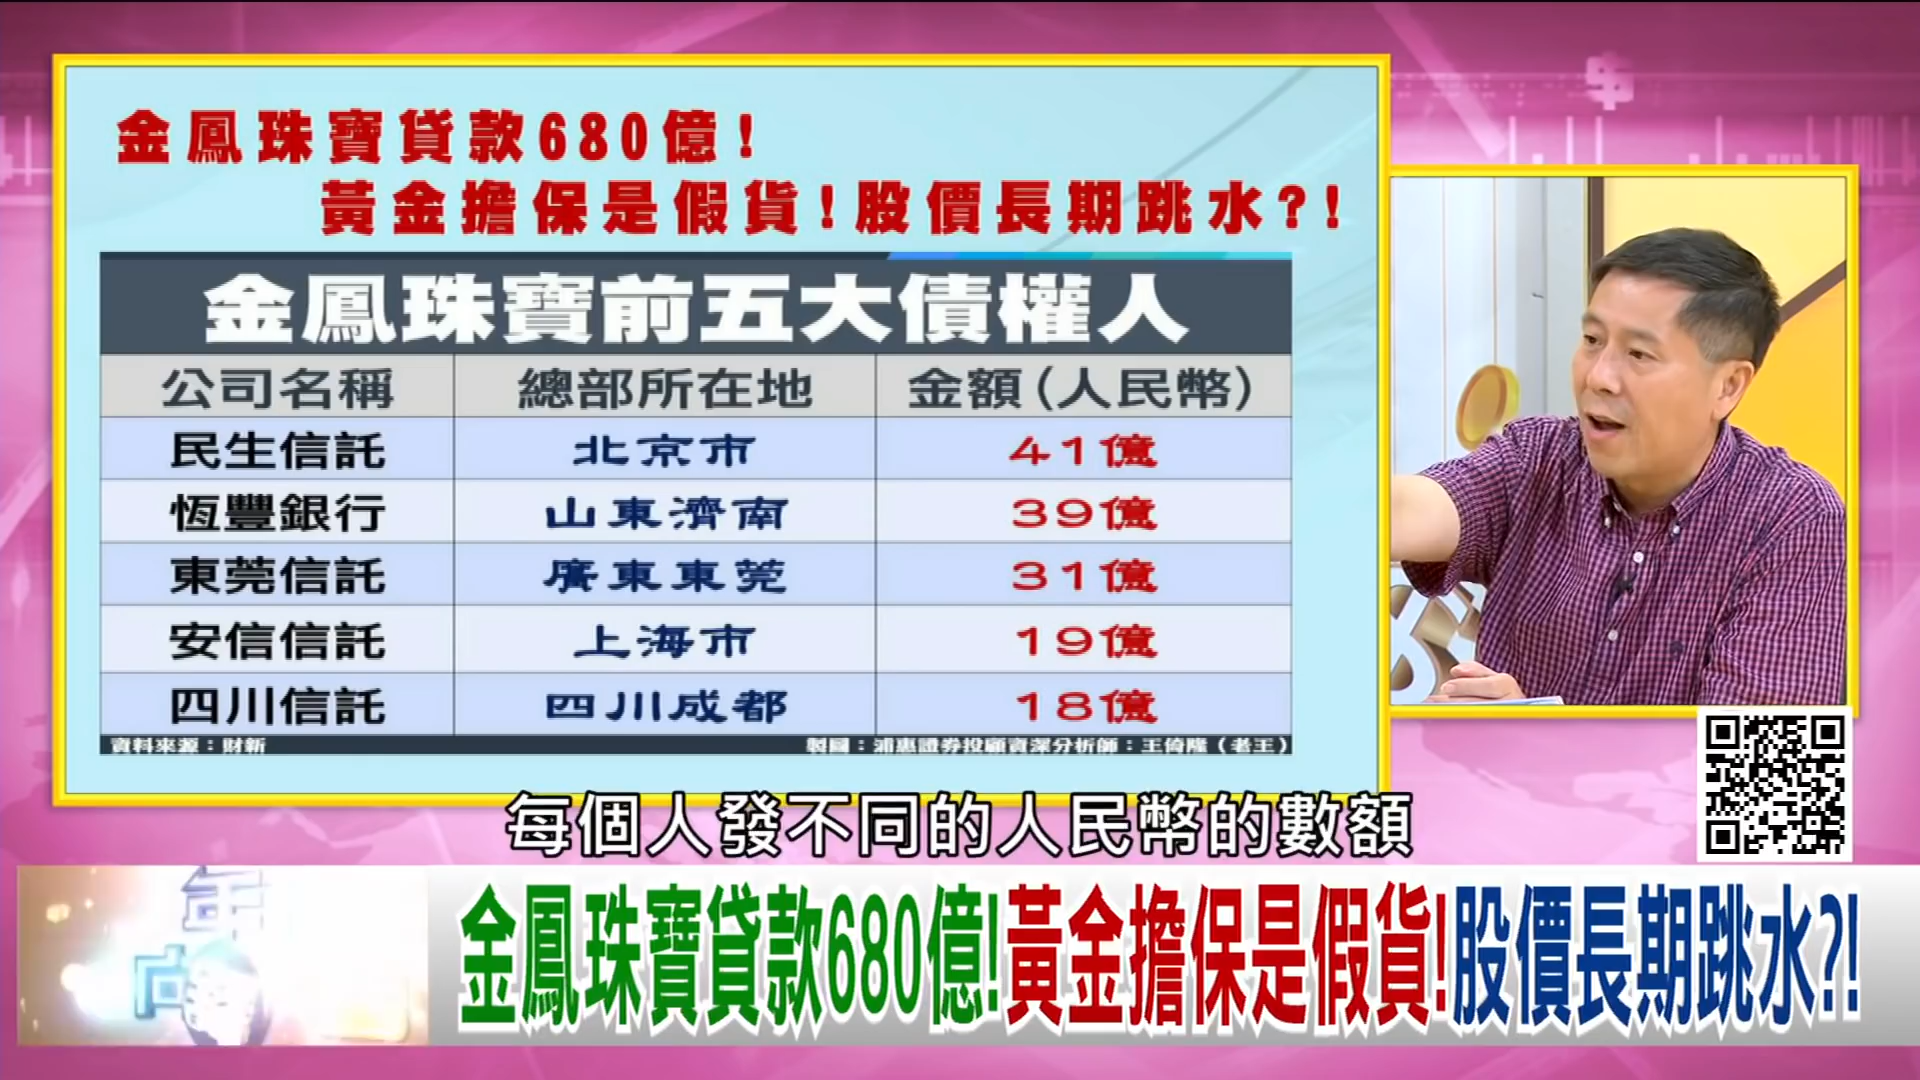 金鳳珠寶貸款680億!
黃金擔保是假貨!股價長期跳水?!
金鳳珠寶前五大債權人
公司名稱 總部所在地 金額(人民幣)
民生信託 北京市 41億
恆豐銀行 山東濟南 39億
東莞信託 廣東東莞 31億
安信信託 上海市 19億
四川信託 四川成都 18億
資料來源:財新 製圖:浦惠證券投顧資深分析師:王倚隆(老王)
每個人發不同的人民幣的數額
金鳳珠寶貸款680億!黃金擔保是假貨!股價長期跳水?!